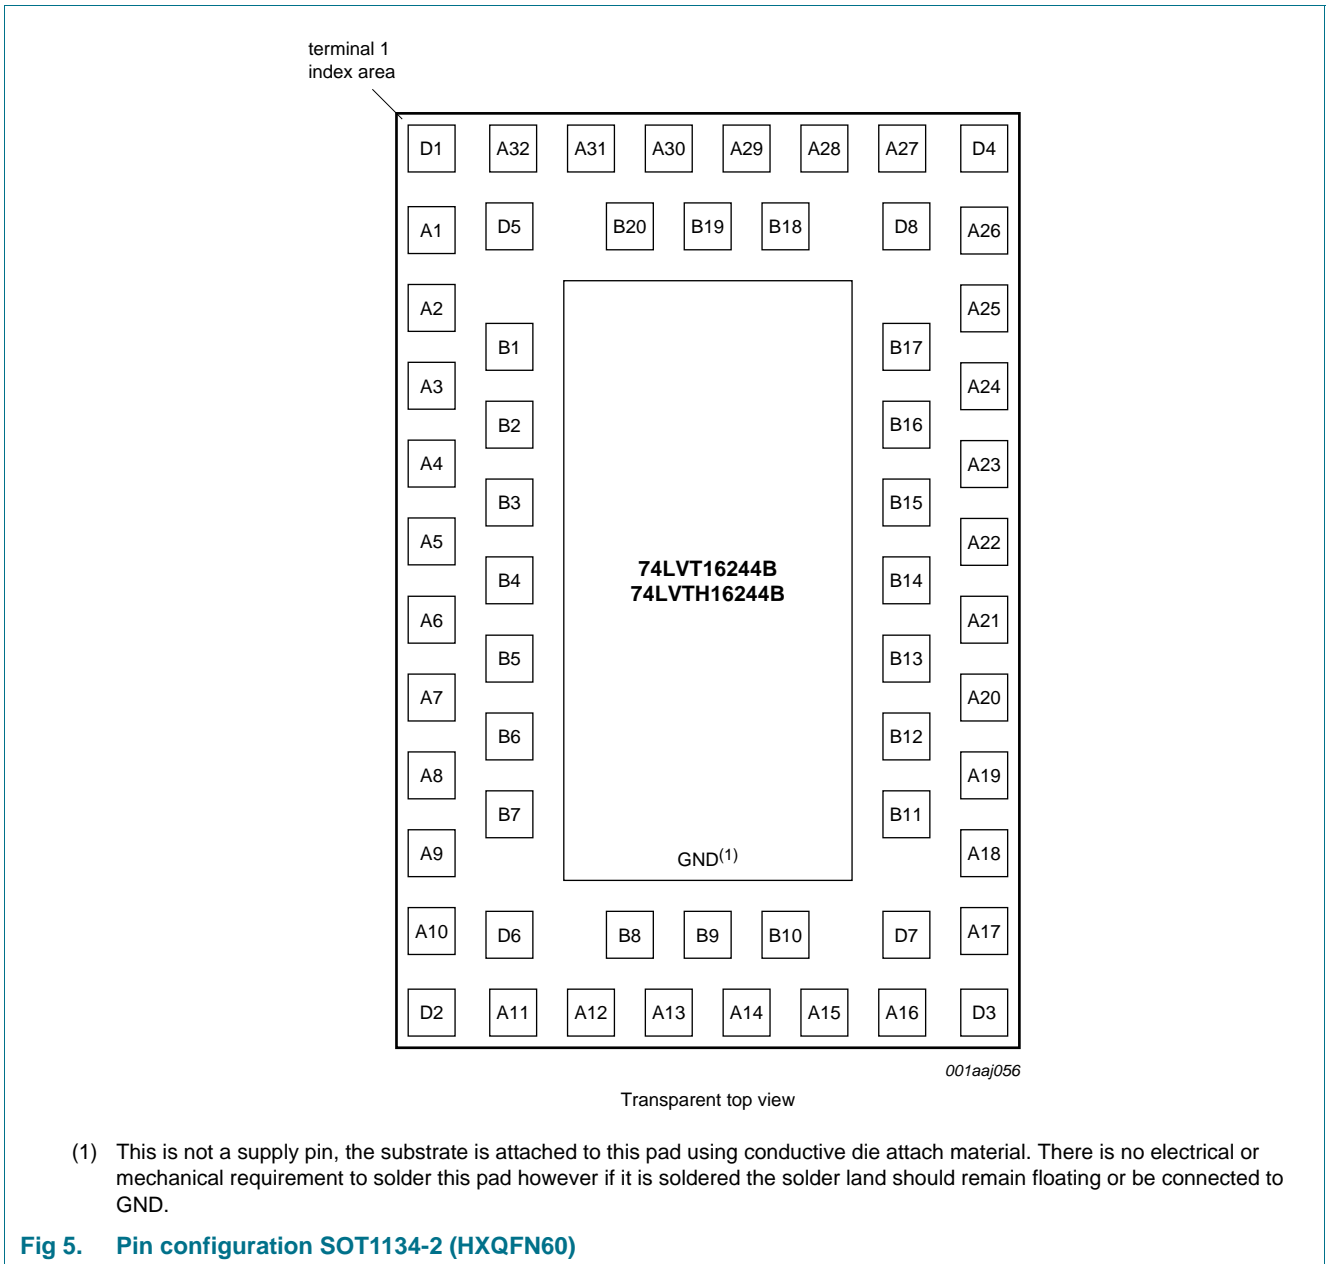 terminal 1
index area
D1 A32 A31 A30 A29 A28 A27 D4
A1 D5 B20 B19 B18 D8 A26
A2 A25
B1 B17
A3 A24
B2 B16
A4 A23
B3 B15
A5 A22
74LVT16244B
B4 B14
74LVTH16244B
A6 A21
B5 B13
A7 A20
B6 B12
A8 A19
B7 B11
A9 GND(1) A18
A10 D6 B8 B9 B10 D7 A17
D2 A11 A12 A13 A14 A15 A16 D3
001aaj056
Transparent top view
(1) This is not a supply pin, the substrate is attached to this pad using conductive die attach material. There is no electrical or
mechanical requirement to solder this pad however if it is soldered the solder land should remain floating or be connected to
GND.
Fig 5. Pin configuration SOT1134-2 (HXQFN60)